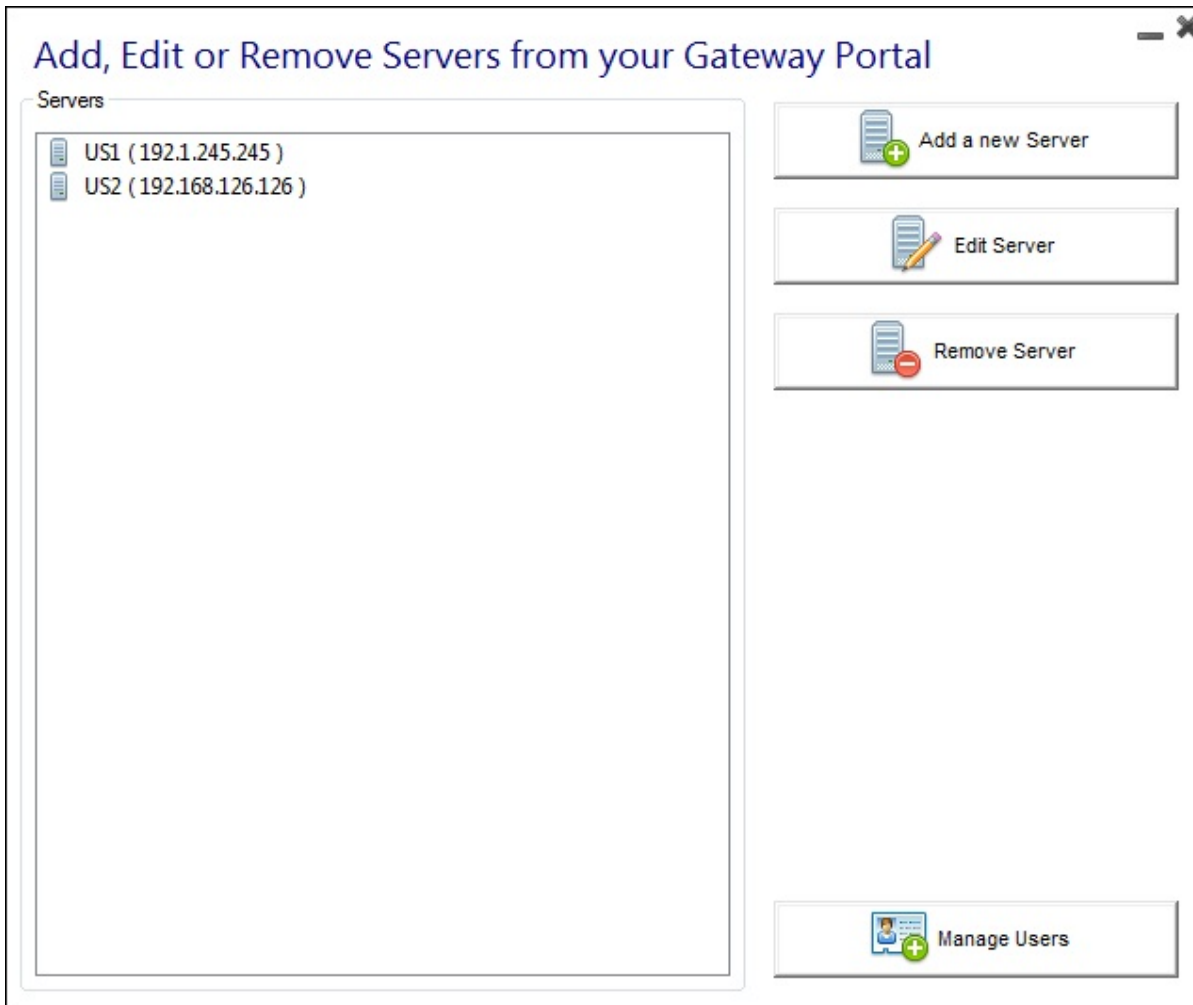 Add, Edit or Remove Servers from your Gateway Portal
Servers
US1 ( 192.1.245.245 )
US2 ( 192.168.126.126 )
Add a new Server
Edit Server
Remove Server
Manage Users